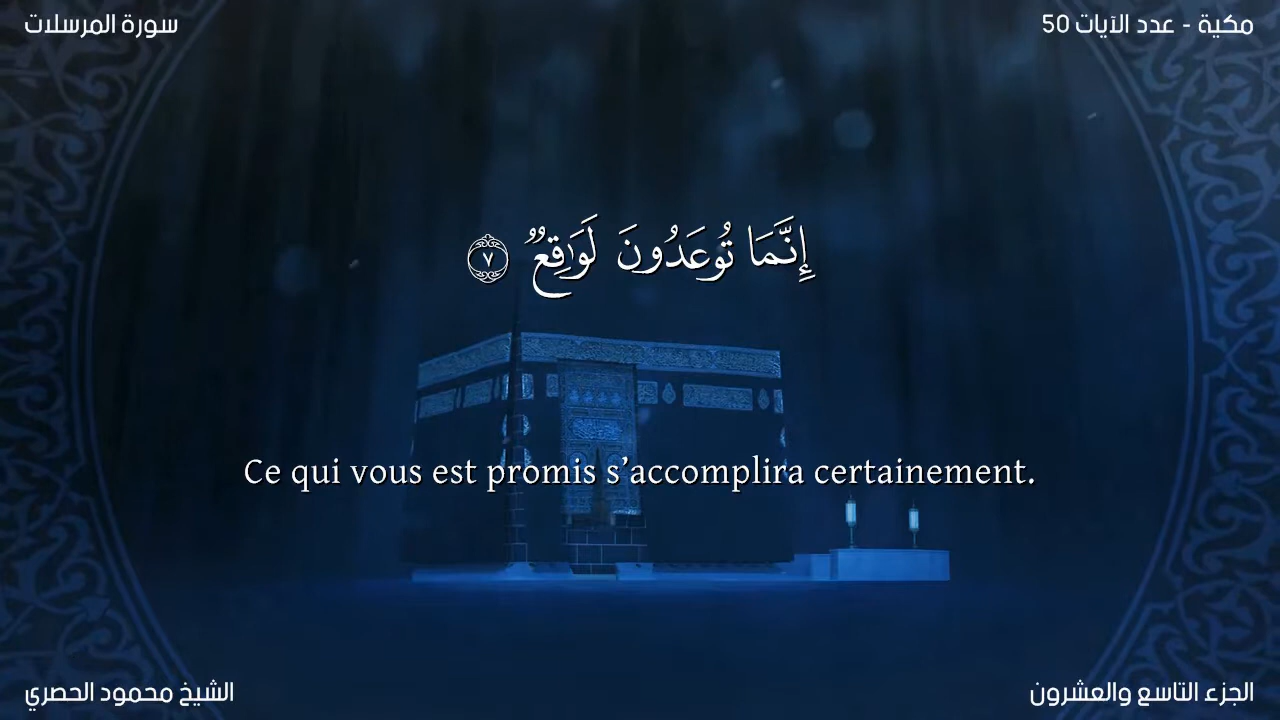 مكية - عدد الآيات 50
سورة المرسلات
إِنَّمَا تُوعَدُونَ لَوَٰقِعٌ ۝٧
Ce qui vous est promis s’accomplira certainement.
الجزء التاسع والعشرون
الشيخ محمود الحصري